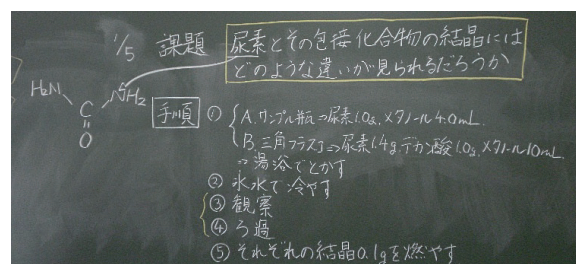 1/5 課題 尿素とその包接化合物の結晶には
どのような違いが見られるだろうか
H₂N NH₂
C
O
手順 ① A.サンプル瓶⇒尿素1.0g、メタノール4.0mL
B.三角フラスコ⇒尿素1.4g、デカン酸1.0g、メタノール10mL
⇒湯浴でとかす
② 氷水で冷やす
③ 観察
④ ろ過
⑤ それぞれの結晶0.1gを燃やす